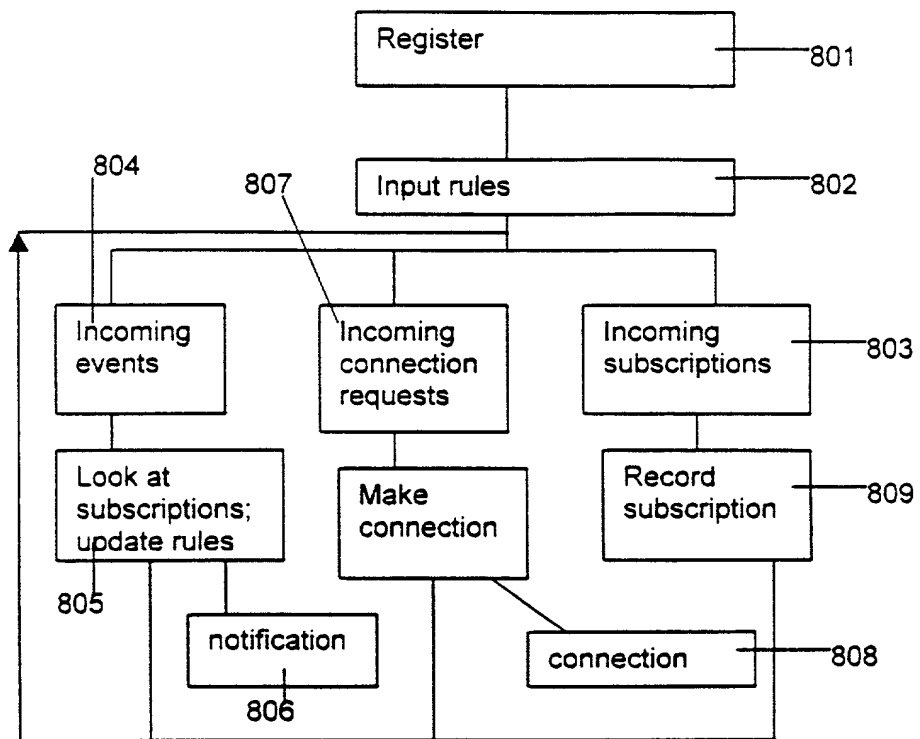 Register
801
804
807
Input rules
802
Incoming
events
Incoming
connection
requests
Incoming
subscriptions
803
Look at
subscriptions;
update rules
Make
connection
Record
subscription
809
805
notification
806
connection
808